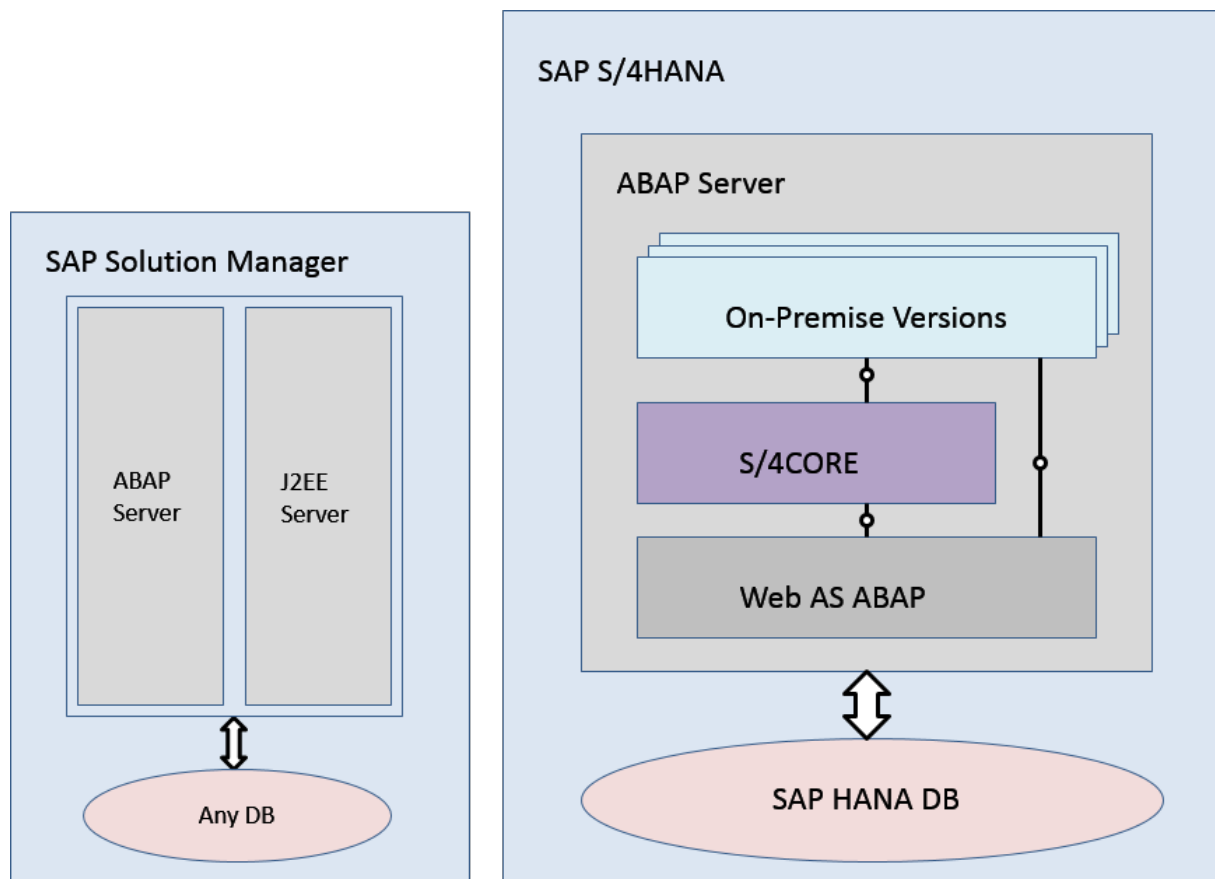 SAP Solution Manager
ABAP
Server
J2EE
Server
Any DB
SAP S/4HANA
ABAP Server
On-Premise Versions
S/4CORE
Web AS ABAP
SAP HANA DB